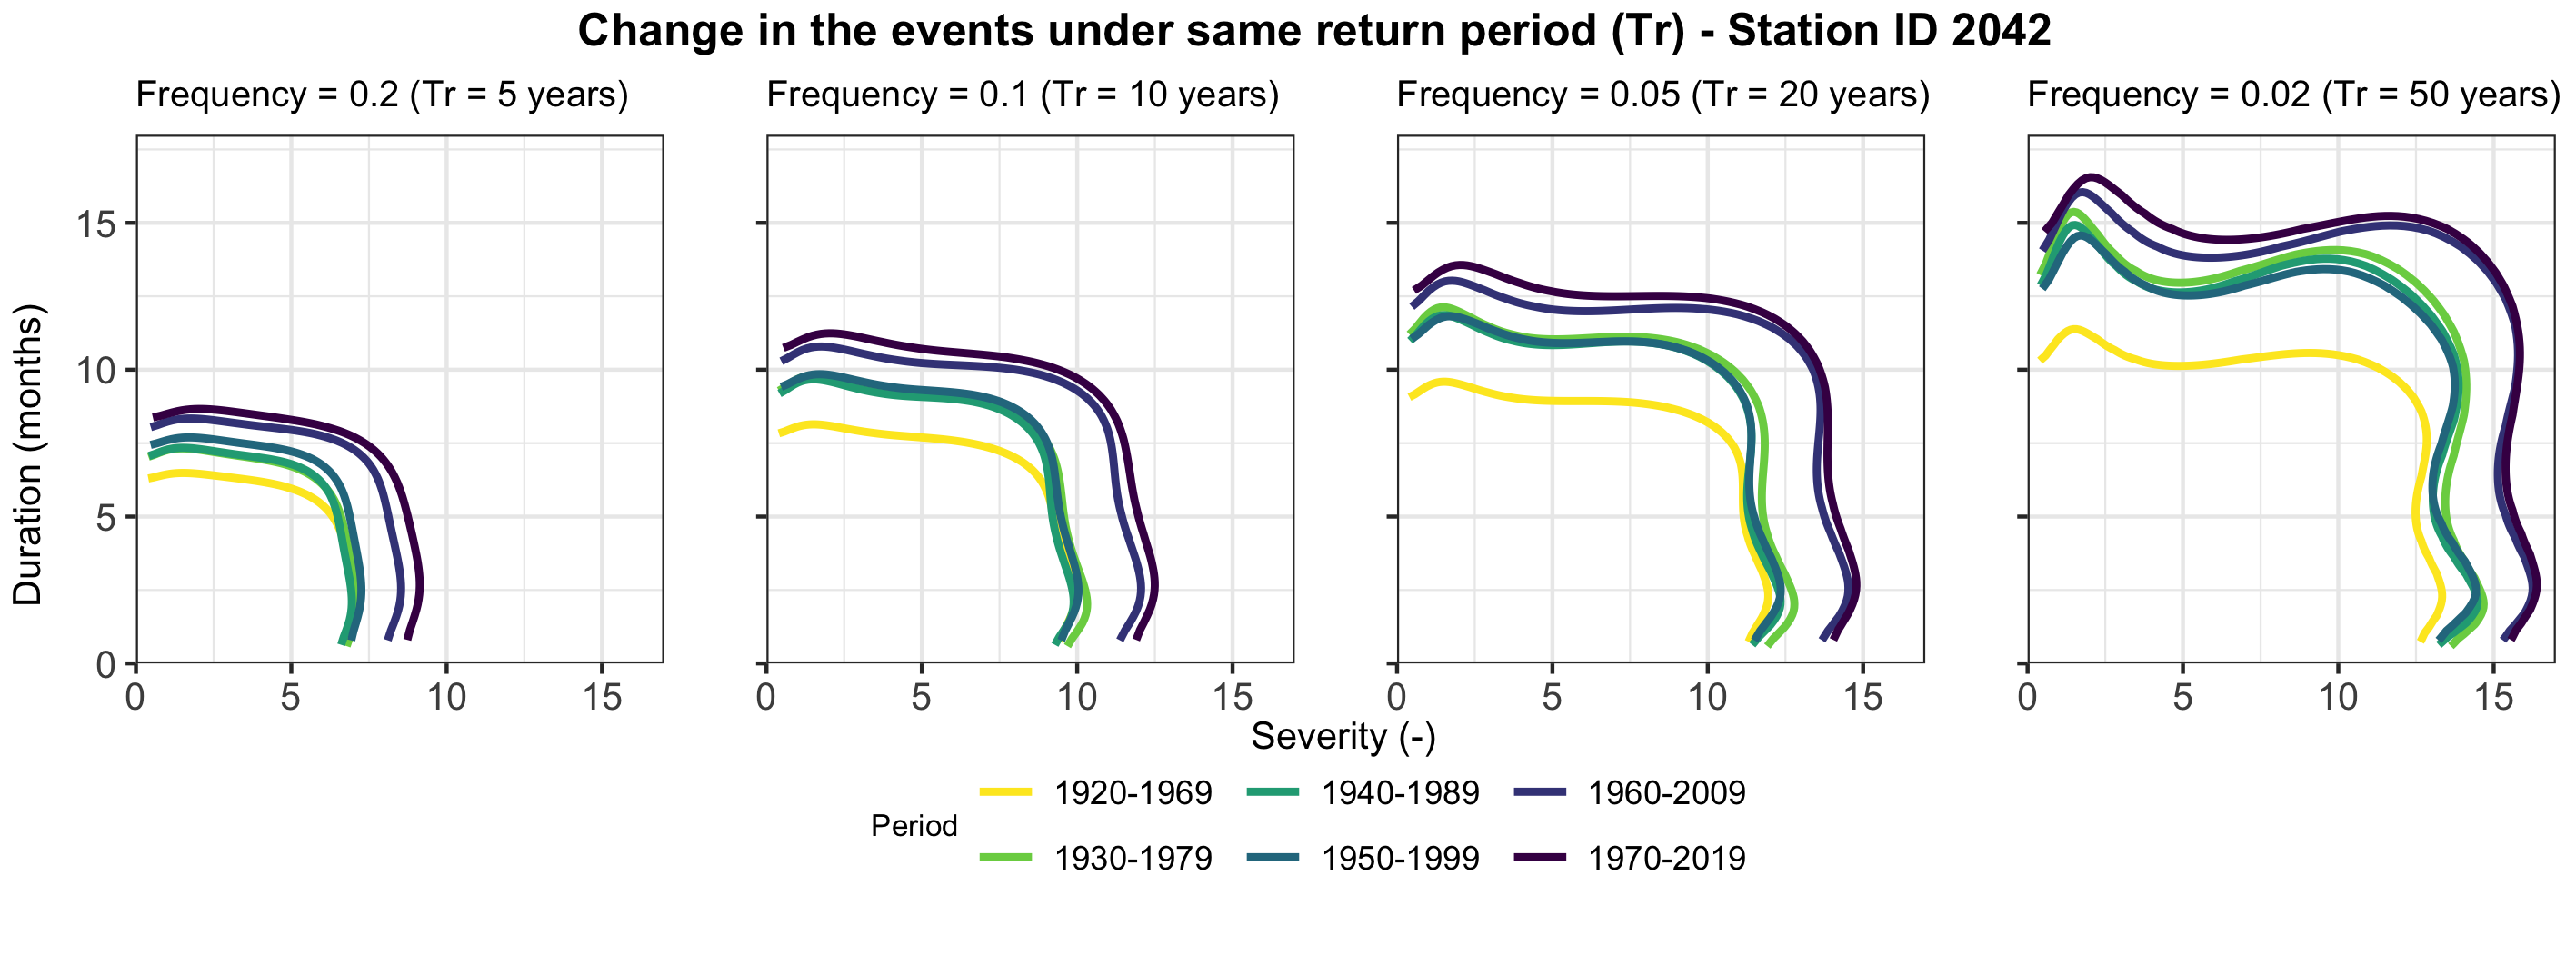 Change in the events under same return period (Tr) - Station ID 2042
Frequency = 0.2 (Tr = 5 years)
Frequency = 0.1 (Tr = 10 years)
Frequency = 0.05 (Tr = 20 years)
Frequency = 0.02 (Tr = 50 years)
Duration (months)
15
10
5
0
0 5 10 15
0 5 10 15
0 5 10 15
0 5 10 15
Severity (-)
Period
1920-1969 1940-1989 1960-2009
1930-1979 1950-1999 1970-2019